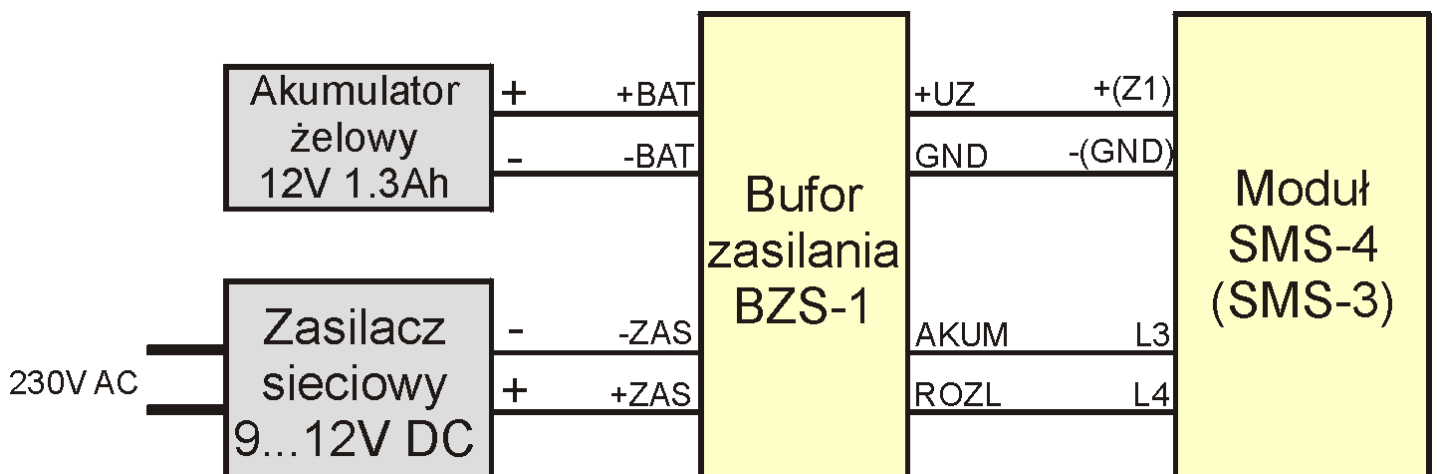 Akumulator
żelowy
12V 1.3Ah
+
-
+BAT
-BAT
Zasilacz
sieciowy
9...12V DC
230V AC
-
+
-ZAS
+ZAS
Bufor
zasilania
BZS-1
+UZ
GND
AKUM
ROZL
+(Z1)
-(GND)
L3
L4
Moduł
SMS-4
(SMS-3)